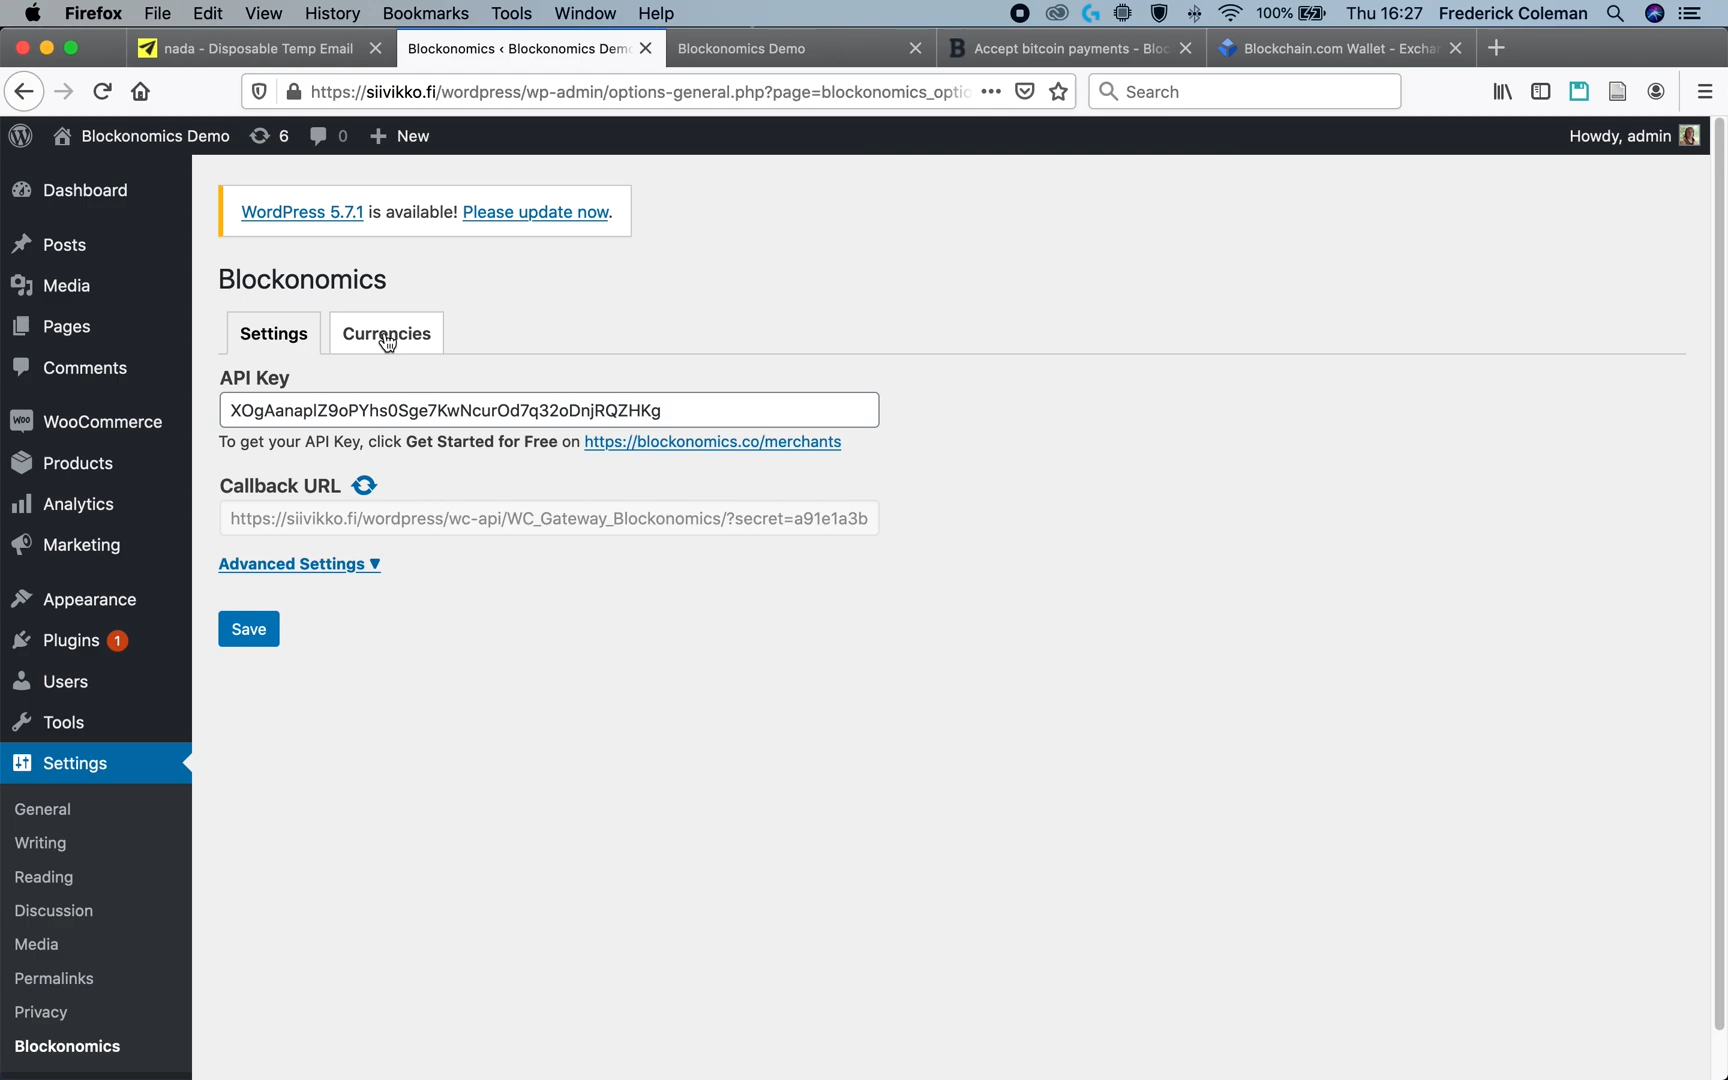 Firefox File Edit View History Bookmarks Tools Window Help 100% Thu 16:27 Frederick Coleman
nada - Disposable Temp Email Blockonomics ‹ Blockonomics Dem Blockonomics Demo Accept bitcoin payments - Bloc Blockchain.com Wallet - Exchan
https://siivikko.fi/wordpress/wp-admin/options-general.php?page=blockonomics_optio Search
Blockonomics Demo 6 0 + New Howdy, admin
Dashboard
Posts
Media
Pages
Comments
WooCommerce
Products
Analytics
Marketing
Appearance
Plugins 1
Users
Tools
Settings
General
Writing
Reading
Discussion
Media
Permalinks
Privacy
Blockonomics
WordPress 5.7.1 is available! Please update now.
Blockonomics
Settings Currencies
API Key
XOgAanaplZ9oPYhs0Sge7KwNcurOd7q32oDnjRQZHKg
To get your API Key, click Get Started for Free on https://blockonomics.co/merchants
Callback URL
https://siivikko.fi/wordpress/wc-api/WC_Gateway_Blockonomics/?secret=a91e1a3b
Advanced Settings ▼
Save